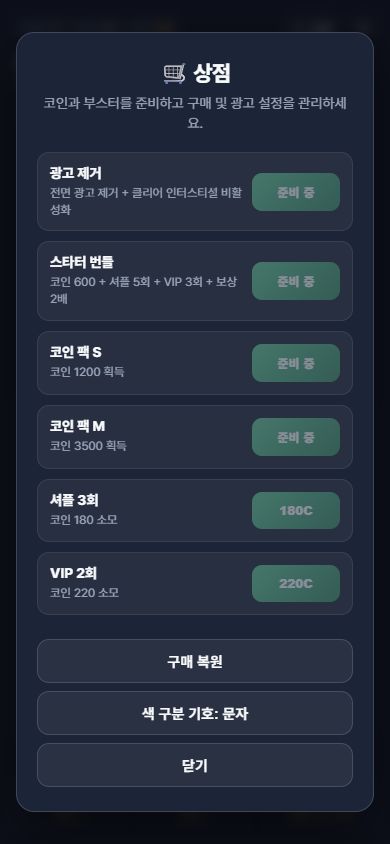 🛒 상점
코인과 부스터를 준비하고 구매 및 광고 설정을 관리하세
요.
광고 제거
전면 광고 제거 + 클리어 인터스티셜 비활
성화
준비 중
스타터 번들
코인 600 + 셔플 5회 + VIP 3회 + 보상
2배
준비 중
코인 팩 S
코인 1200 획득
준비 중
코인 팩 M
코인 3500 획득
준비 중
셔플 3회
코인 180 소모
180C
VIP 2회
코인 220 소모
220C
구매 복원
색 구분 기호: 문자
닫기